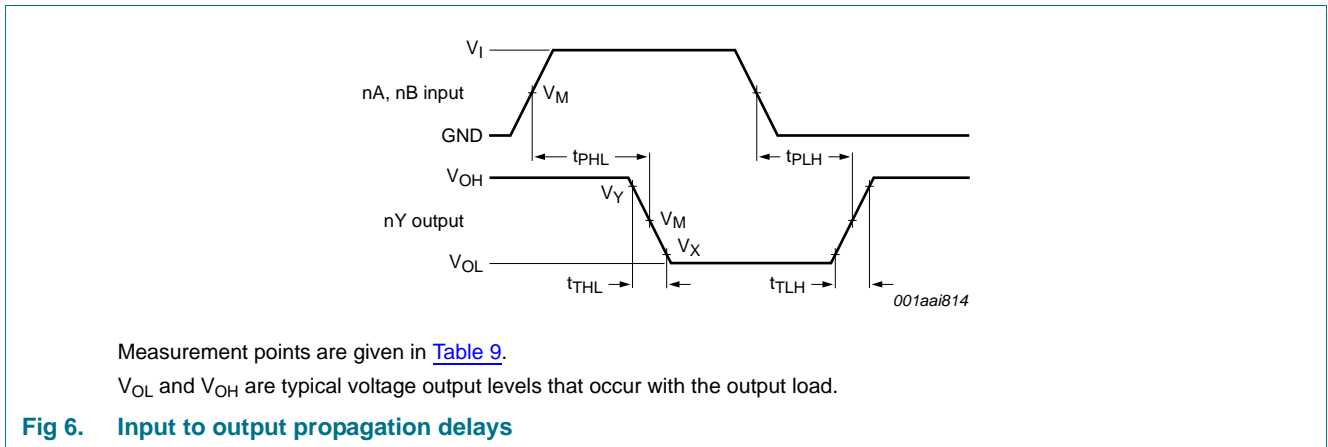 VI
nA, nB input
VM
GND
tPHL
tPLH
VOH
VY
nY output
VM
VX
VOL
tTHL
tTLH
001aai814
Measurement points are given in Table 9.
VOL and VOH are typical voltage output levels that occur with the output load.
Fig 6. Input to output propagation delays